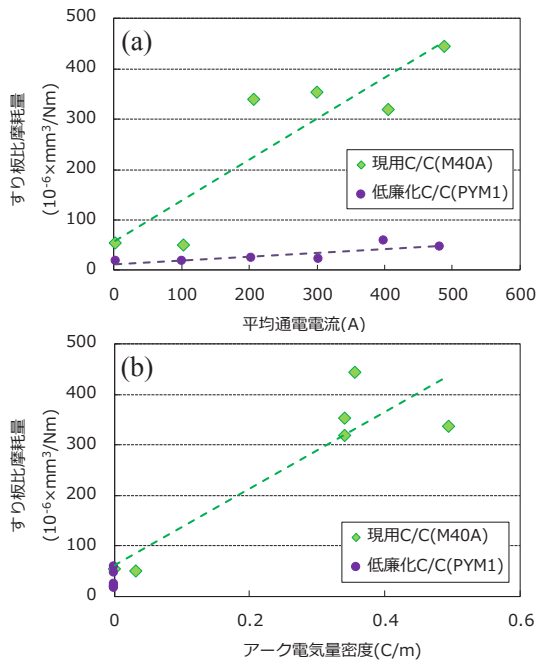 (a)
500
400
300
200
100
0
すり板比摩耗量
(10⁻⁶×mm³/Nm)
現用C/C(M40A)
低廉化C/C(PYM1)
0 100 200 300 400 500 600
平均通電電流(A)
(b)
500
400
300
200
100
0
すり板比摩耗量
(10⁻⁶×mm³/Nm)
現用C/C(M40A)
低廉化C/C(PYM1)
0 0.2 0.4 0.6
アーク電気量密度(C/m)